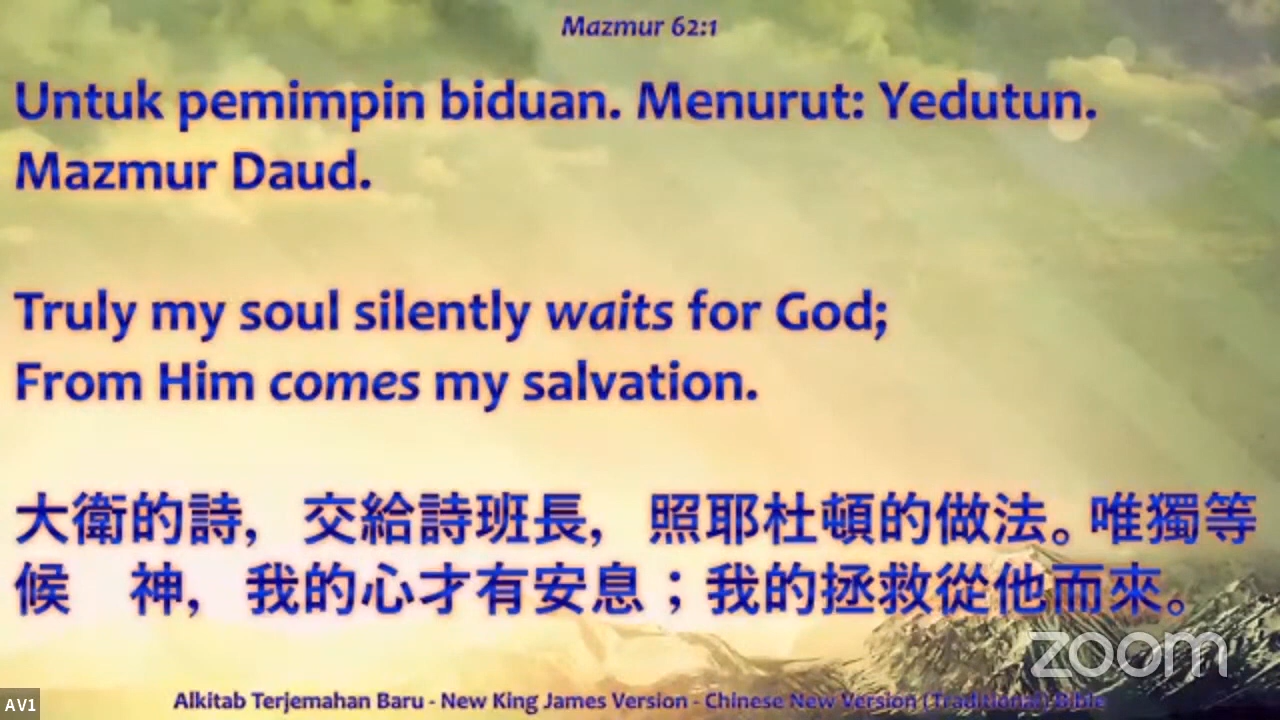 Mazmur 62:1
Untuk pemimpin biduan. Menurut: Yedutun.
Mazmur Daud.
Truly my soul silently waits for God;
From Him comes my salvation.
大衛的詩，交給詩班長，照耶杜頓的做法。唯獨等
候　神，我的心才有安息；我的拯救從他而來。
zoom
AV1
Alkitab Terjemahan Baru - New King James Version - Chinese New Version (Traditional) Bible